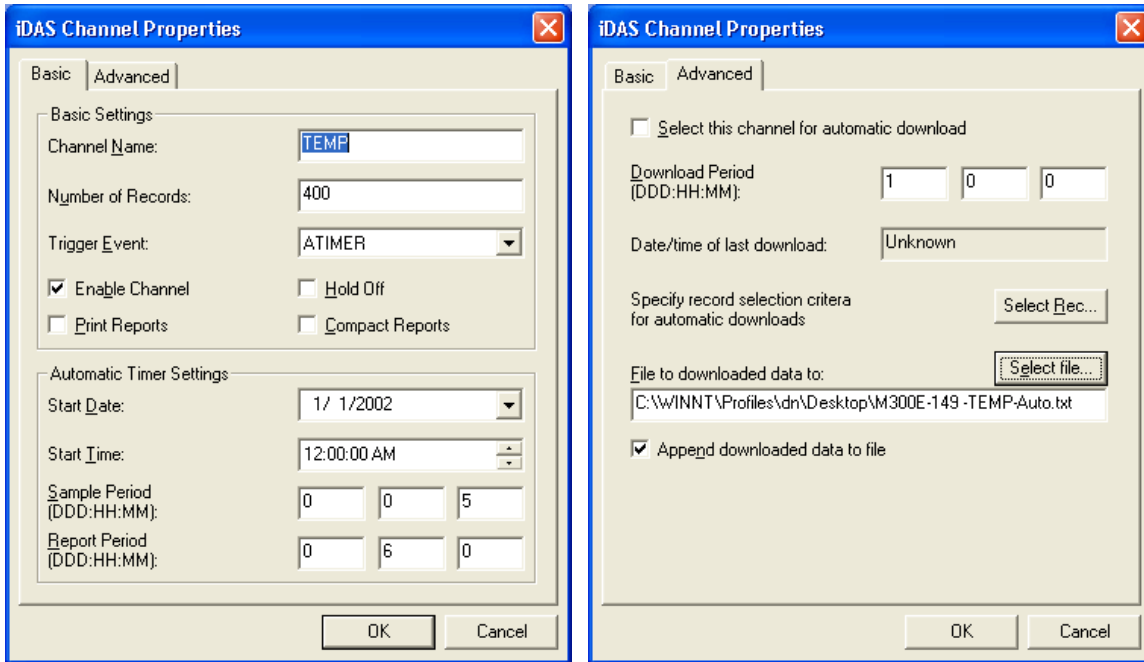 iDAS Channel Properties
Basic
Advanced
Basic Settings
Channel Name:
TEMP
Number of Records:
400
Trigger Event:
ATIMER
Enable Channel
Hold Off
Print Reports
Compact Reports
Automatic Timer Settings
Start Date:
1/ 1/2002
Start Time:
12:00:00 AM
Sample Period
(DDD:HH:MM):
0
0
5
Report Period
(DDD:HH:MM):
0
6
0
OK
Cancel
iDAS Channel Properties
Basic
Advanced
Select this channel for automatic download
Download Period
(DDD:HH:MM):
1
0
0
Date/time of last download:
Unknown
Specify record selection critera
for automatic downloads
Select Rec...
File to downloaded data to:
Select file...
C:\WINNT\Profiles\dn\Desktop\M300E-149 -TEMP-Auto.txt
Append downloaded data to file
OK
Cancel